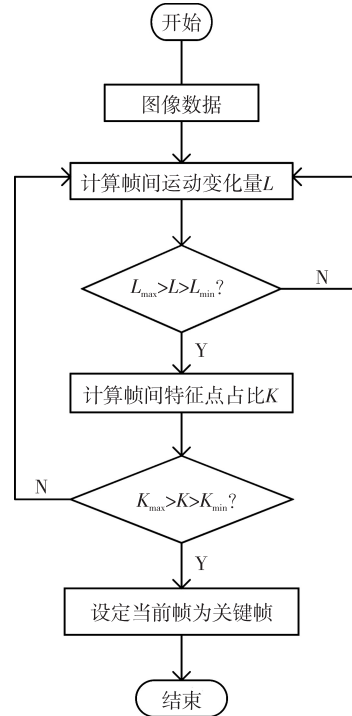 开始
图像数据
计算帧间运动变化量L
Lmax>L>Lmin?
N
Y
计算帧间特征点占比K
N
Kmax>K>Kmin?
Y
设定当前帧为关键帧
结束